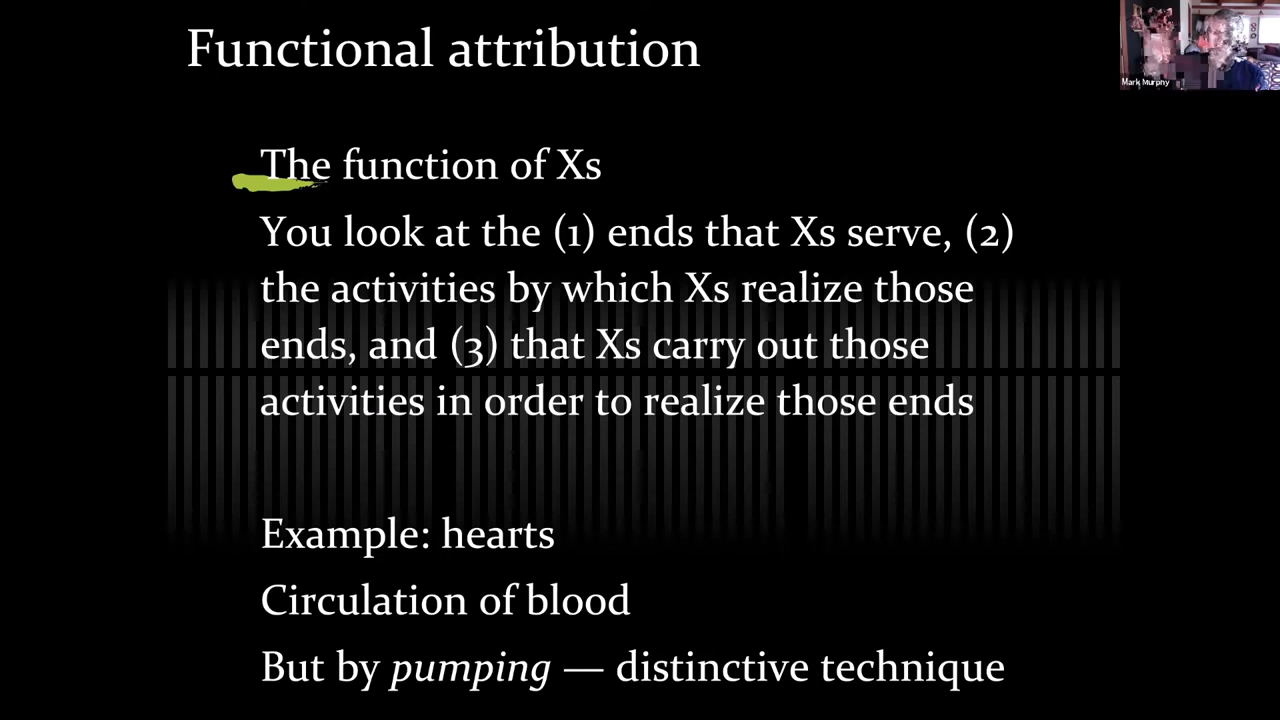 Functional attribution
Mark Murphy
The function of Xs
You look at the (1) ends that Xs serve, (2)
the activities by which Xs realize those
ends, and (3) that Xs carry out those
activities in order to realize those ends
Example: hearts
Circulation of blood
But by pumping — distinctive technique